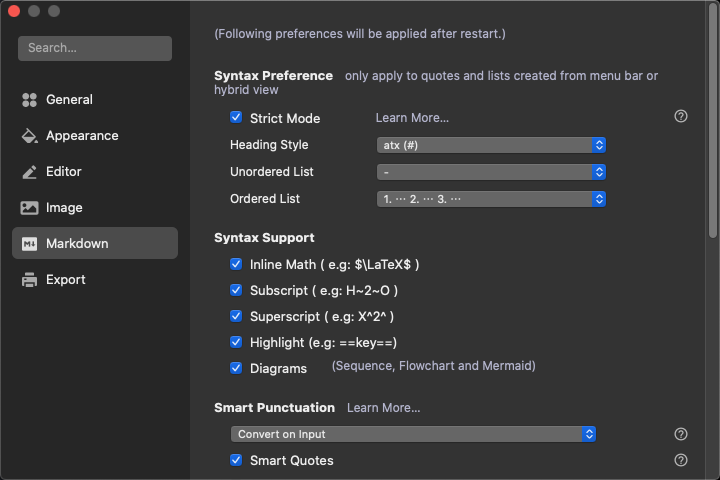 (Following preferences will be applied after restart.)
Search...
Syntax Preference only apply to quotes and lists created from menu bar or
hybrid view
General
Appearance
Editor
Image
Markdown
Export
Strict Mode Learn More... ?
Heading Style atx (#)
Unordered List -
Ordered List 1. ··· 2. ··· 3. ···
Syntax Support
Inline Math ( e.g: $\LaTeX$ )
Subscript ( e.g: H~2~O )
Superscript ( e.g: X^2^ )
Highlight (e.g: ==key==)
Diagrams (Sequence, Flowchart and Mermaid)
Smart Punctuation Learn More...
Convert on Input ?
Smart Quotes ?